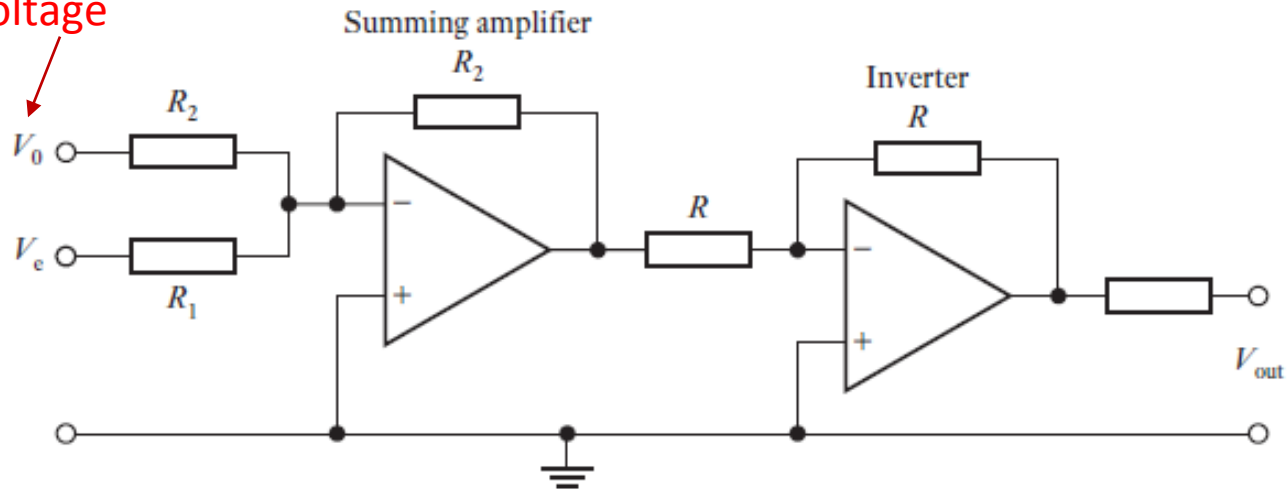 oltage
Summing amplifier
R₂
Inverter
R
R₂
V₀
−
R
−
Vₑ
R₁
+
+
Vout